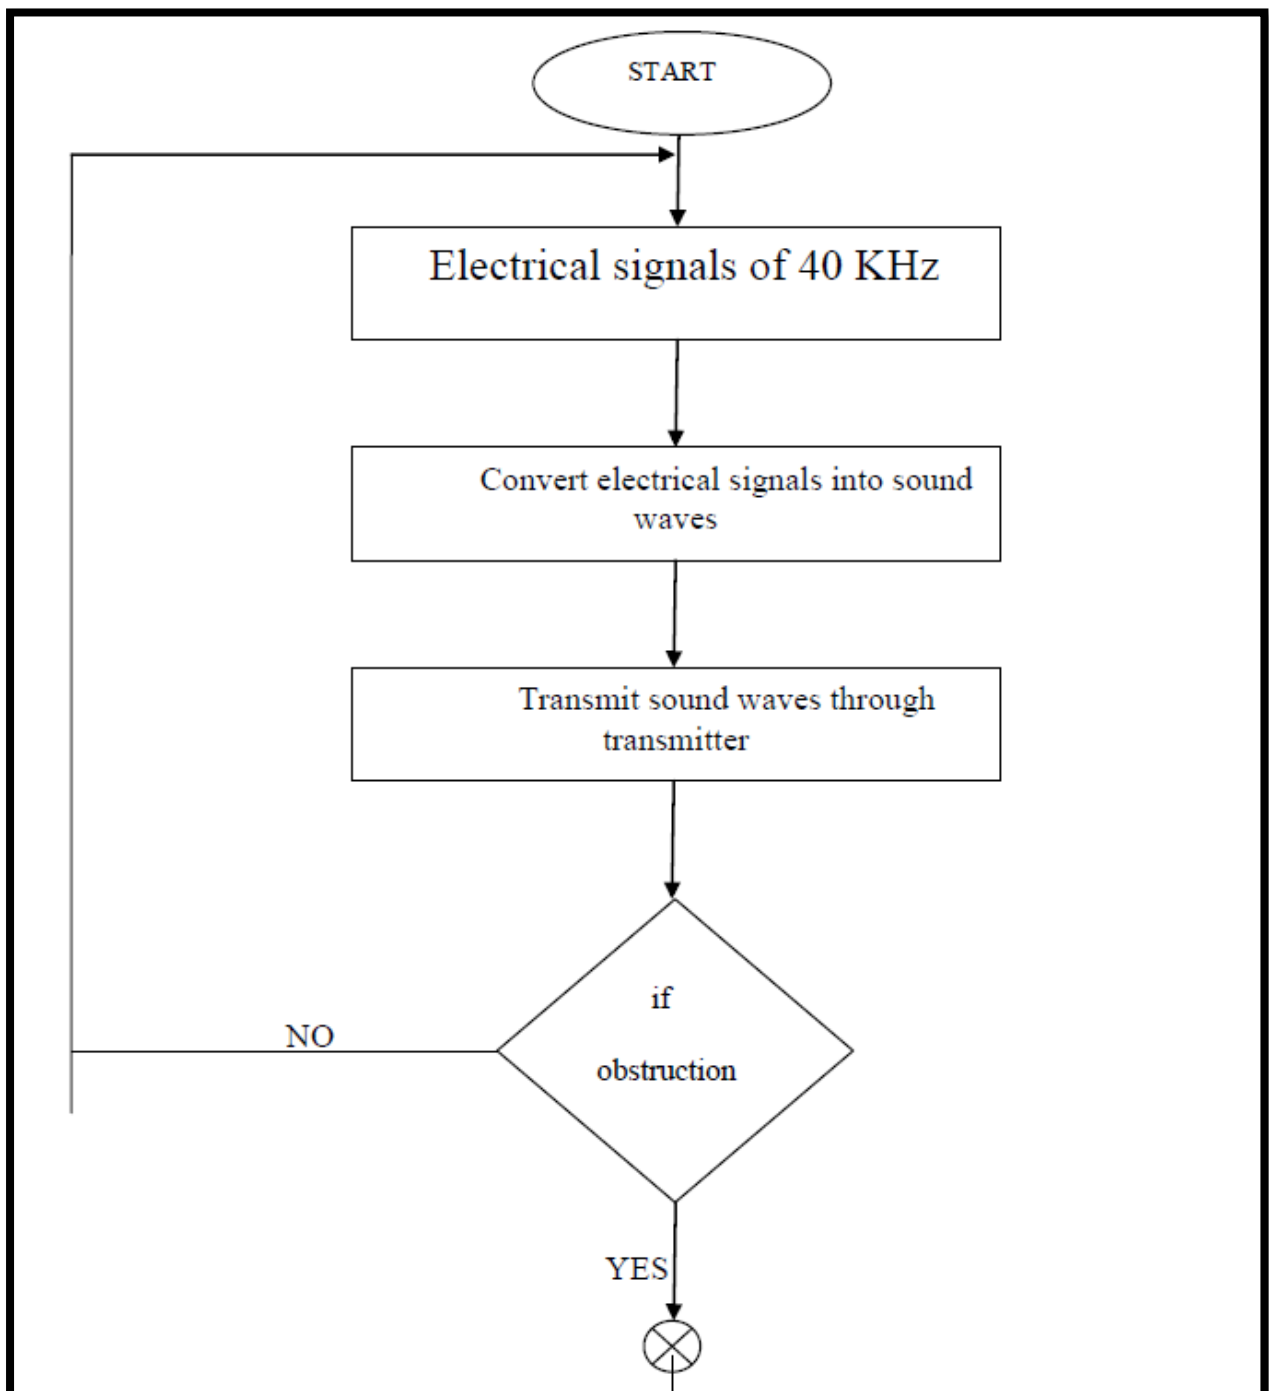 START
Electrical signals of 40 KHz
Convert electrical signals into sound
waves
Transmit sound waves through
transmitter
if
obstruction
NO
YES